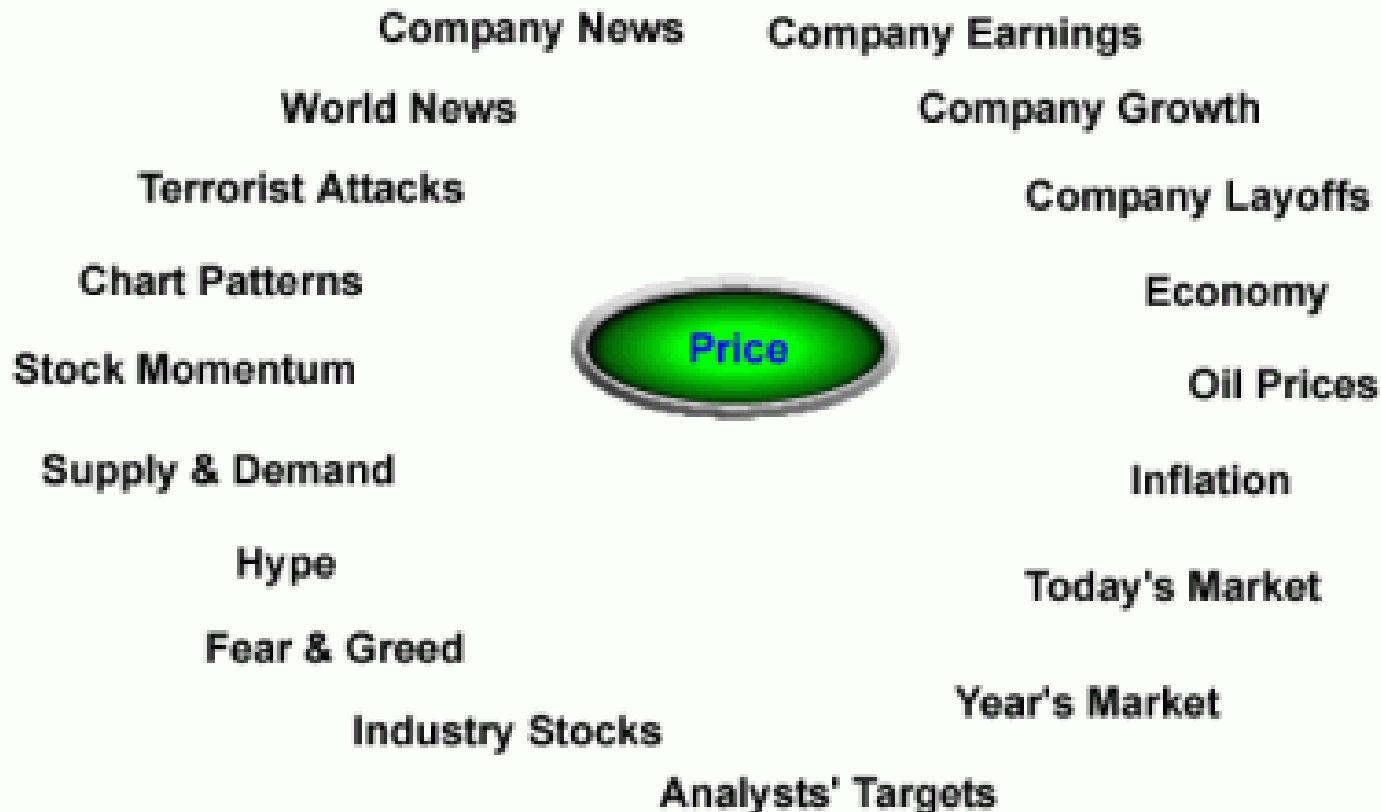 Company News
Company Earnings
World News
Company Growth
Terrorist Attacks
Company Layoffs
Chart Patterns
Economy
Price
Stock Momentum
Oil Prices
Supply & Demand
Inflation
Hype
Today's Market
Fear & Greed
Year's Market
Industry Stocks
Analysts' Targets